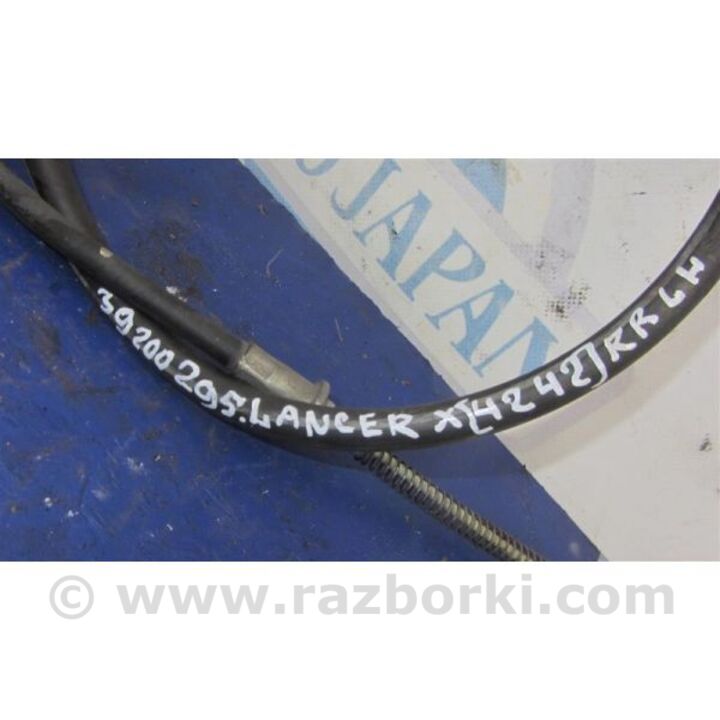 JAPAN
39200295.LANCER X[4242]RR LH
© www.razborki.com